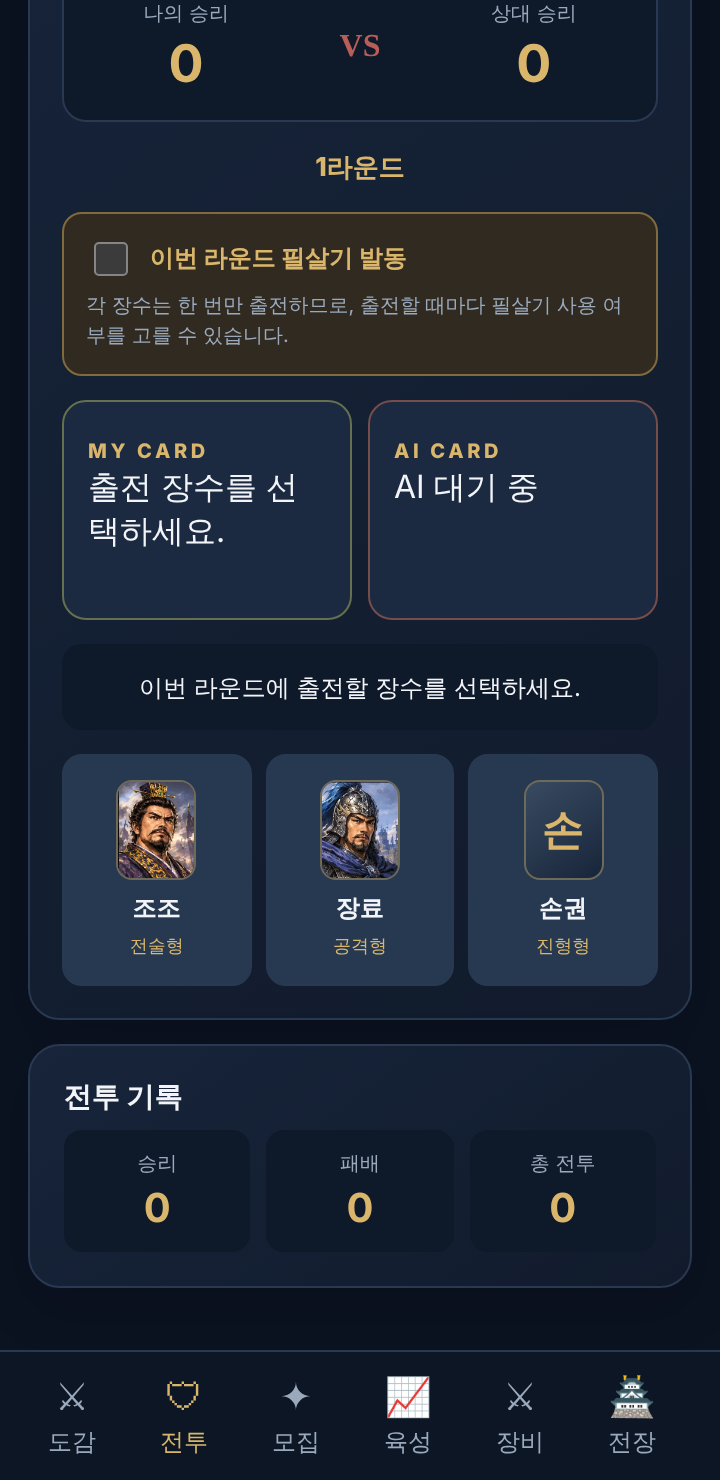 나의 승리
상대 승리
0
VS
0
1라운드
이번 라운드 필살기 발동
각 장수는 한 번만 출전하므로, 출전할 때마다 필살기 사용 여
부를 고를 수 있습니다.
MY CARD
출전 장수를 선
택하세요.
AI CARD
AI 대기 중
이번 라운드에 출전할 장수를 선택하세요.
손
조조
장료
손권
전술형
공격형
진형형
전투 기록
승리
패배
총 전투
0
0
0
도감
전투
모집
육성
장비
전장